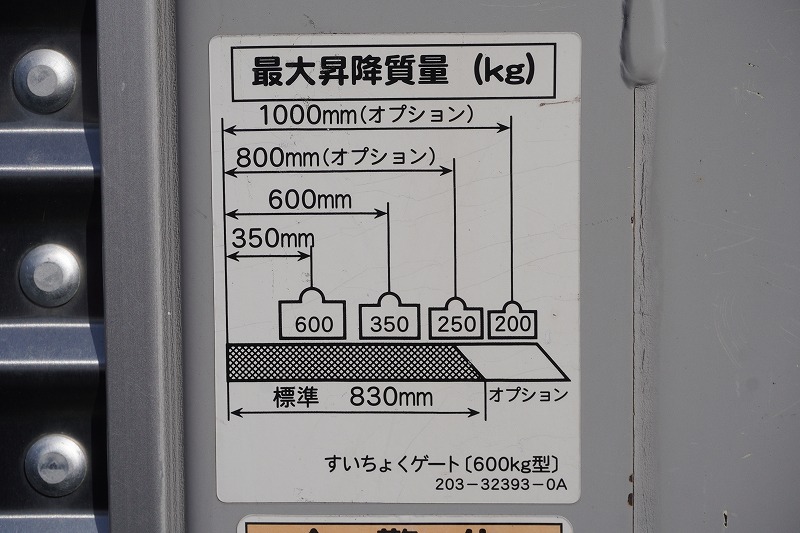 最大昇降質量 (kg)
1000mm(オプション)
800mm(オプション)
600mm
350mm
600 350 250 200
標準 830mm オプション
すいちょくゲート〔600kg型〕
203-32393-0A